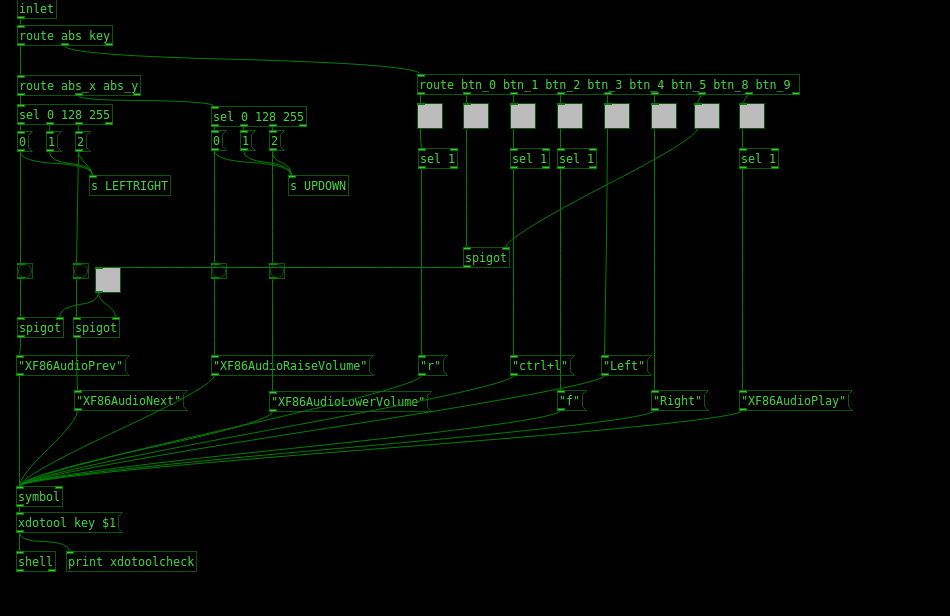 inlet
route abs key
route abs_x abs_y
route btn_0 btn_1 btn_2 btn_3 btn_4 btn_5 btn_8 btn_9
sel 0 128 255
sel 0 128 255
0
1
2
0
1
2
sel 1
sel 1
sel 1
sel 1
s LEFTRIGHT
s UPDOWN
spigot
spigot
spigot
"XF86AudioPrev"
"XF86AudioRaiseVolume"
"r"
"ctrl+l"
"Left"
"XF86AudioNext"
"XF86AudioLowerVolume"
"f"
"Right"
"XF86AudioPlay"
symbol
xdotool key $1
shell
print xdotoolcheck